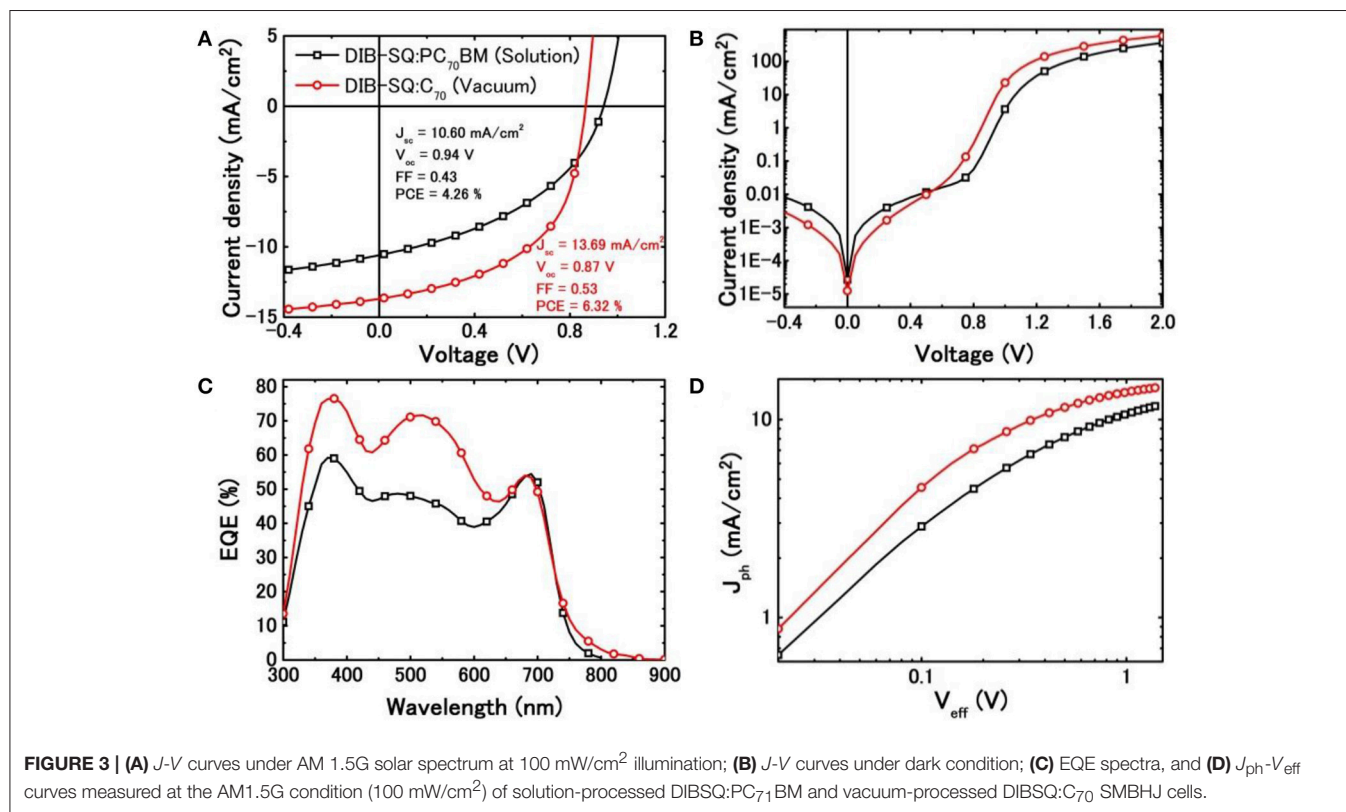 A
5
0
-5
-10
-15
-0.4
0.0
0.4
0.8
1.2
Current density (mA/cm²)
Voltage (V)
DIB-SQ:PC₇₀BM (Solution)
DIB-SQ:C₇₀ (Vacuum)
J_sc = 10.60 mA/cm²
V_oc = 0.94 V
FF = 0.43
PCE = 4.26 %
J_sc = 13.69 mA/cm²
V_oc = 0.87 V
FF = 0.53
PCE = 6.32 %
B
100
10
1
0.1
0.01
1E-3
1E-4
1E-5
-0.4
0.0
0.4
0.8
1.2
1.6
2.0
Current density (mA/cm²)
Voltage (V)
C
80
70
60
50
40
30
20
10
0
300
400
500
600
700
800
900
EQE (%)
Wavelength (nm)
D
10
1
0.1
1
J_ph (mA/cm²)
V_eff (V)
FIGURE 3 | (A) J-V curves under AM 1.5G solar spectrum at 100 mW/cm² illumination; (B) J-V curves under dark condition; (C) EQE spectra, and (D) J_ph-V_eff
curves measured at the AM1.5G condition (100 mW/cm²) of solution-processed DIBSQ:PC₇₁BM and vacuum-processed DIBSQ:C₇₀ SMBHJ cells.